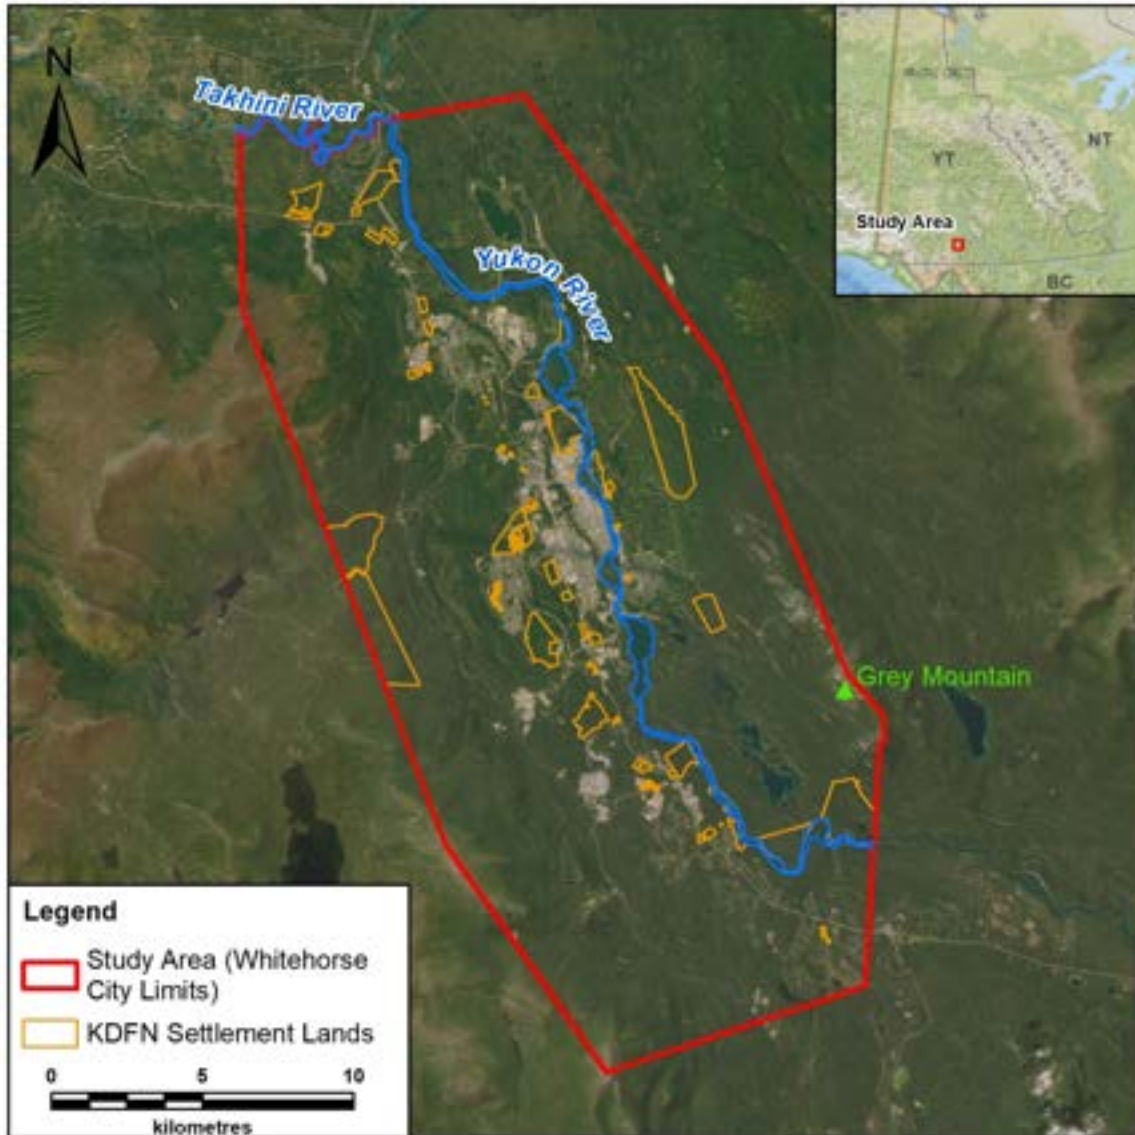 N
Takhini River
Yukon River
YT
NT
Study Area
BC
Grey Mountain
Legend
Study Area (Whitehorse
City Limits)
KDFN Settlement Lands
0 5 10
kilometres